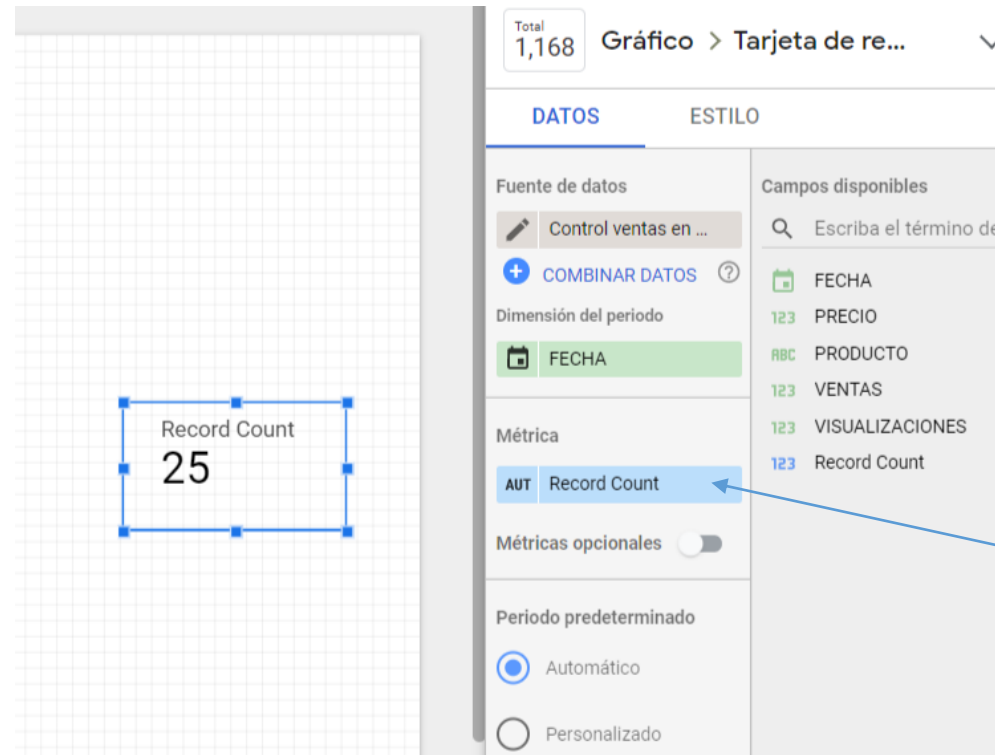 Total
1,168
Gráfico > Tarjeta de re...
DATOS
ESTILO
Fuente de datos
Control ventas en ...
COMBINAR DATOS
Dimensión del periodo
FECHA
Métrica
AUT Record Count
Métricas opcionales
Periodo predeterminado
Automático
Personalizado
Campos disponibles
Escriba el término de
FECHA
123 PRECIO
ABC PRODUCTO
123 VENTAS
123 VISUALIZACIONES
123 Record Count
Record Count
25